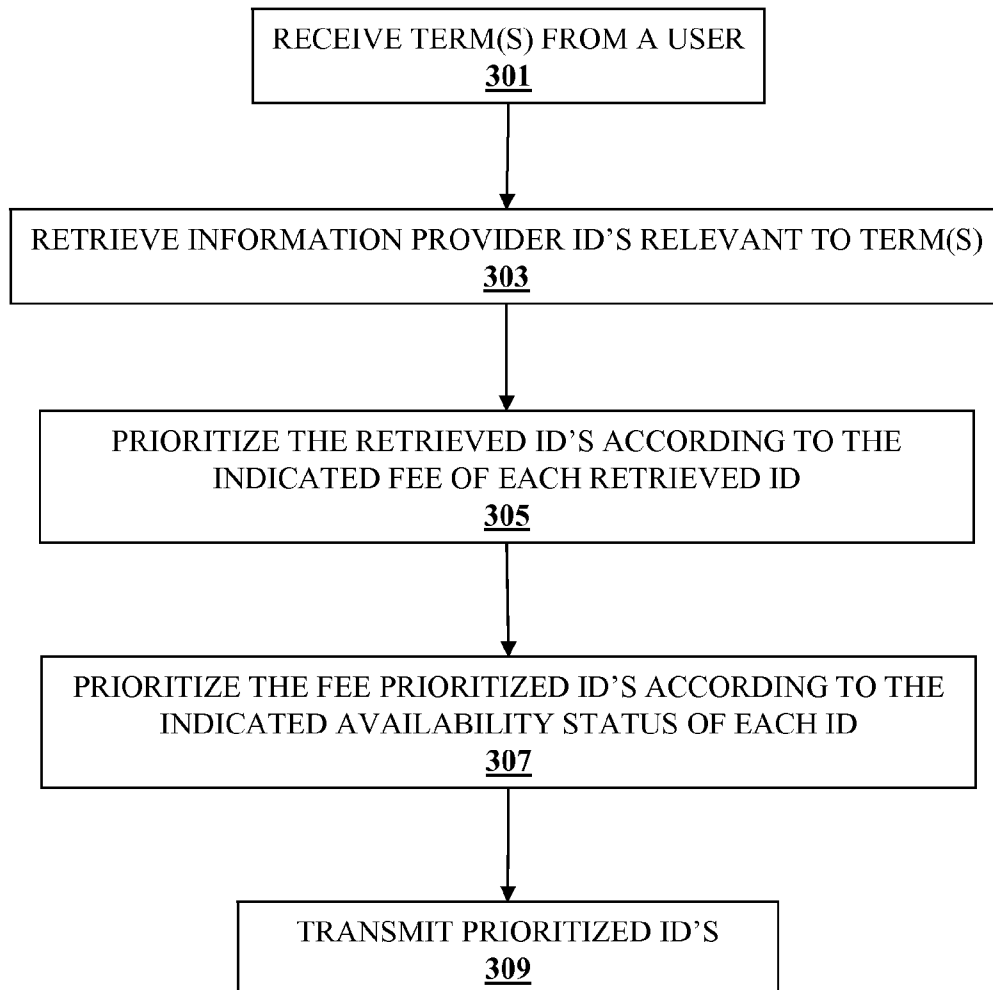 RECEIVE TERM(S) FROM A USER
301
RETRIEVE INFORMATION PROVIDER ID'S RELEVANT TO TERM(S)
303
PRIORITIZE THE RETRIEVED ID'S ACCORDING TO THE
INDICATED FEE OF EACH RETRIEVED ID
305
PRIORITIZE THE FEE PRIORITIZED ID'S ACCORDING TO THE
INDICATED AVAILABILITY STATUS OF EACH ID
307
TRANSMIT PRIORITIZED ID'S
309